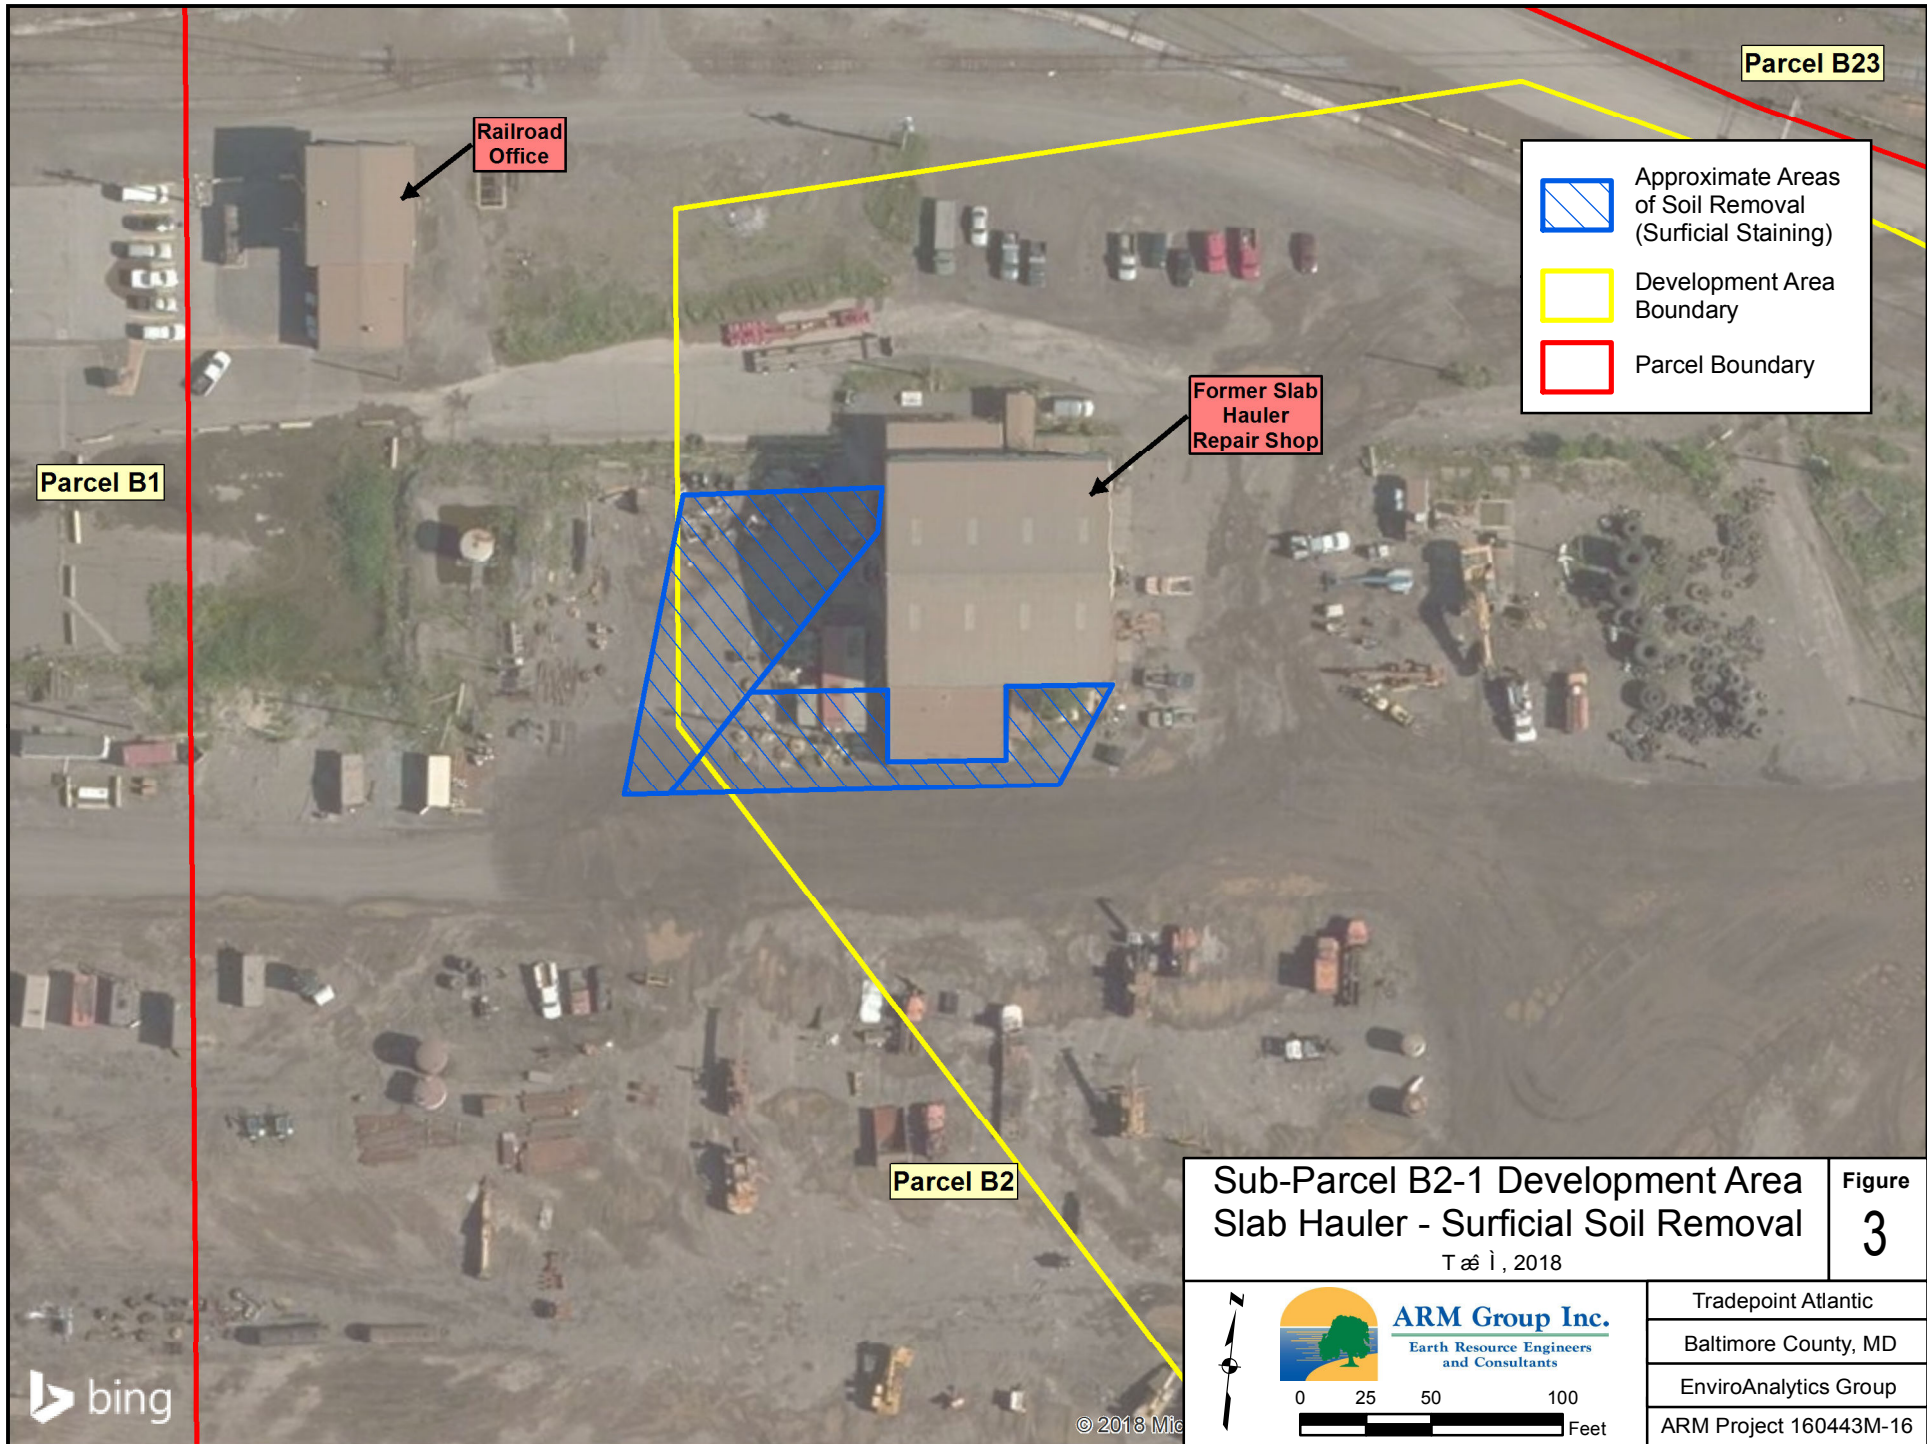 Parcel B23
Railroad
Office
Approximate Areas
of Soil Removal
(Surficial Staining)
Development Area
Boundary
Parcel Boundary
Former Slab
Hauler
Repair Shop
Parcel B1
Parcel B2
Sub-Parcel B2-1 Development Area
Slab Hauler - Surficial Soil Removal
, 2018
Figure
3
N
ARM Group Inc.
Earth Resource Engineers
and Consultants
0 25 50 100
Feet
Tradepoint Atlantic
Baltimore County, MD
EnviroAnalytics Group
ARM Project 160443M-16
bing
© 2018 Mic